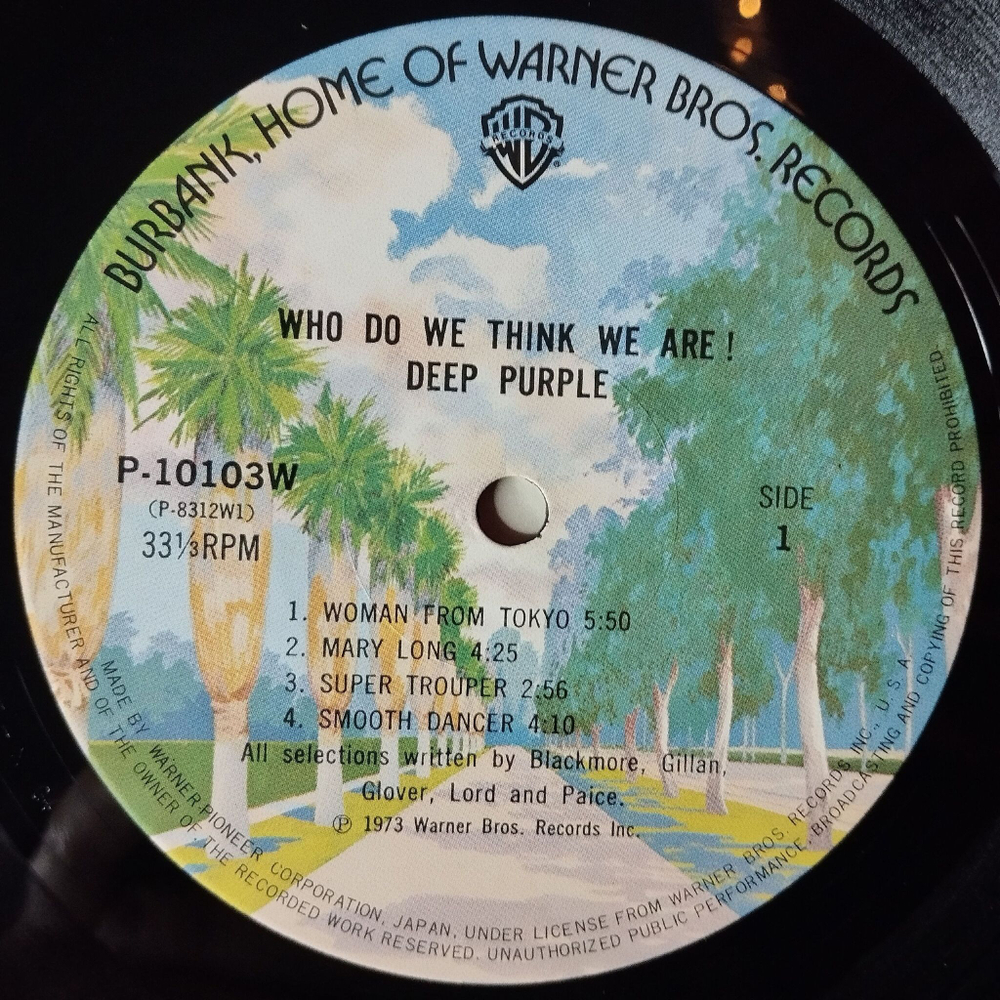 BURBANK, HOME OF WARNER BROS. RECORDS
WB
RECORDS
WHO DO WE THINK WE ARE!
DEEP PURPLE
P-10103W
(P-8312W1)
33⅓RPM
SIDE
1
1. WOMAN FROM TOKYO 5:50
2. MARY LONG 4:25
3. SUPER TROUPER 2:56
4. SMOOTH DANCER 4:10
All selections written by Blackmore, Gillan,
Glover, Lord and Paice.
Ⓟ 1973 Warner Bros. Records Inc.
MADE BY WARNER-PIONEER CORPORATION, JAPAN, UNDER LICENSE FROM WARNER BROS. RECORDS INC., U. S. A.
ALL RIGHTS OF THE MANUFACTURER AND OF THE OWNER OF THE RECORDED WORK RESERVED. UNAUTHORIZED PUBLIC PERFORMANCE, BROADCASTING AND COPYING OF THIS RECORD PROHIBITED.